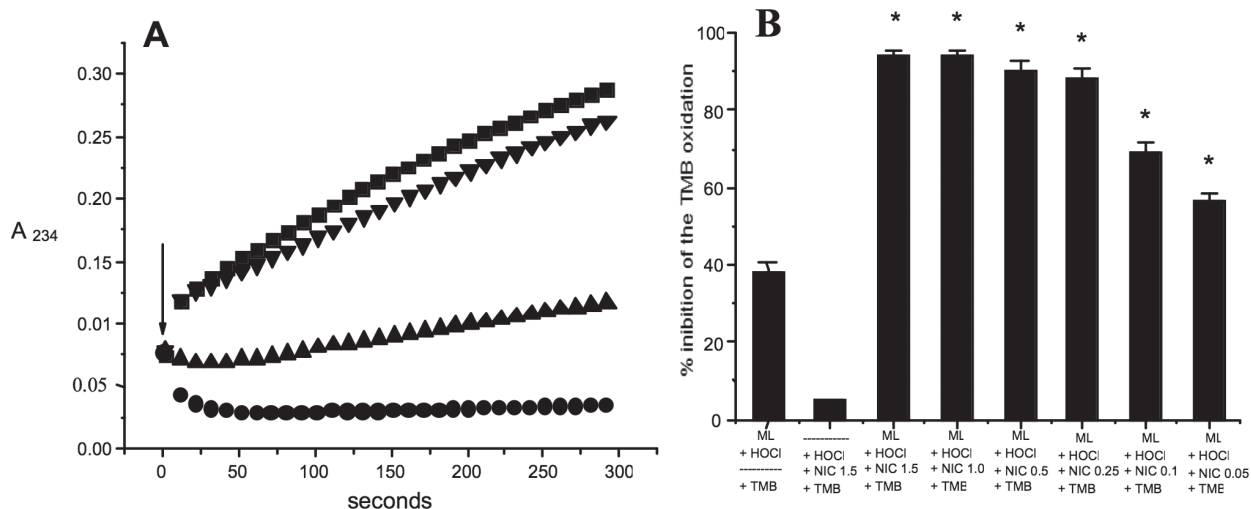 A
0.30
0.25
0.20
0.15
0.01
0.05
0.00
A 234
0 50 100 150 200 250 300
seconds
B
% inibition of the TMB oxidation
100
80
60
40
20
0
* * * * * *
ML
+ HOCl
----------
+ TMB
------------
+ HOCl
+ NIC 1.5
+ TMB
ML
+ HOCl
+ NIC 1.5
+ TMB
ML
+ HOCl
+ NIC 1.0
+ TMB
ML
+ HOCl
+ NIC 0.5
+ TMB
ML
+ HOCl
+ NIC 0.25
+ TMB
ML
+ HOCl
+ NIC 0.1
+ TMB
ML
+ HOCl
+ NIC 0.05
+ TMB